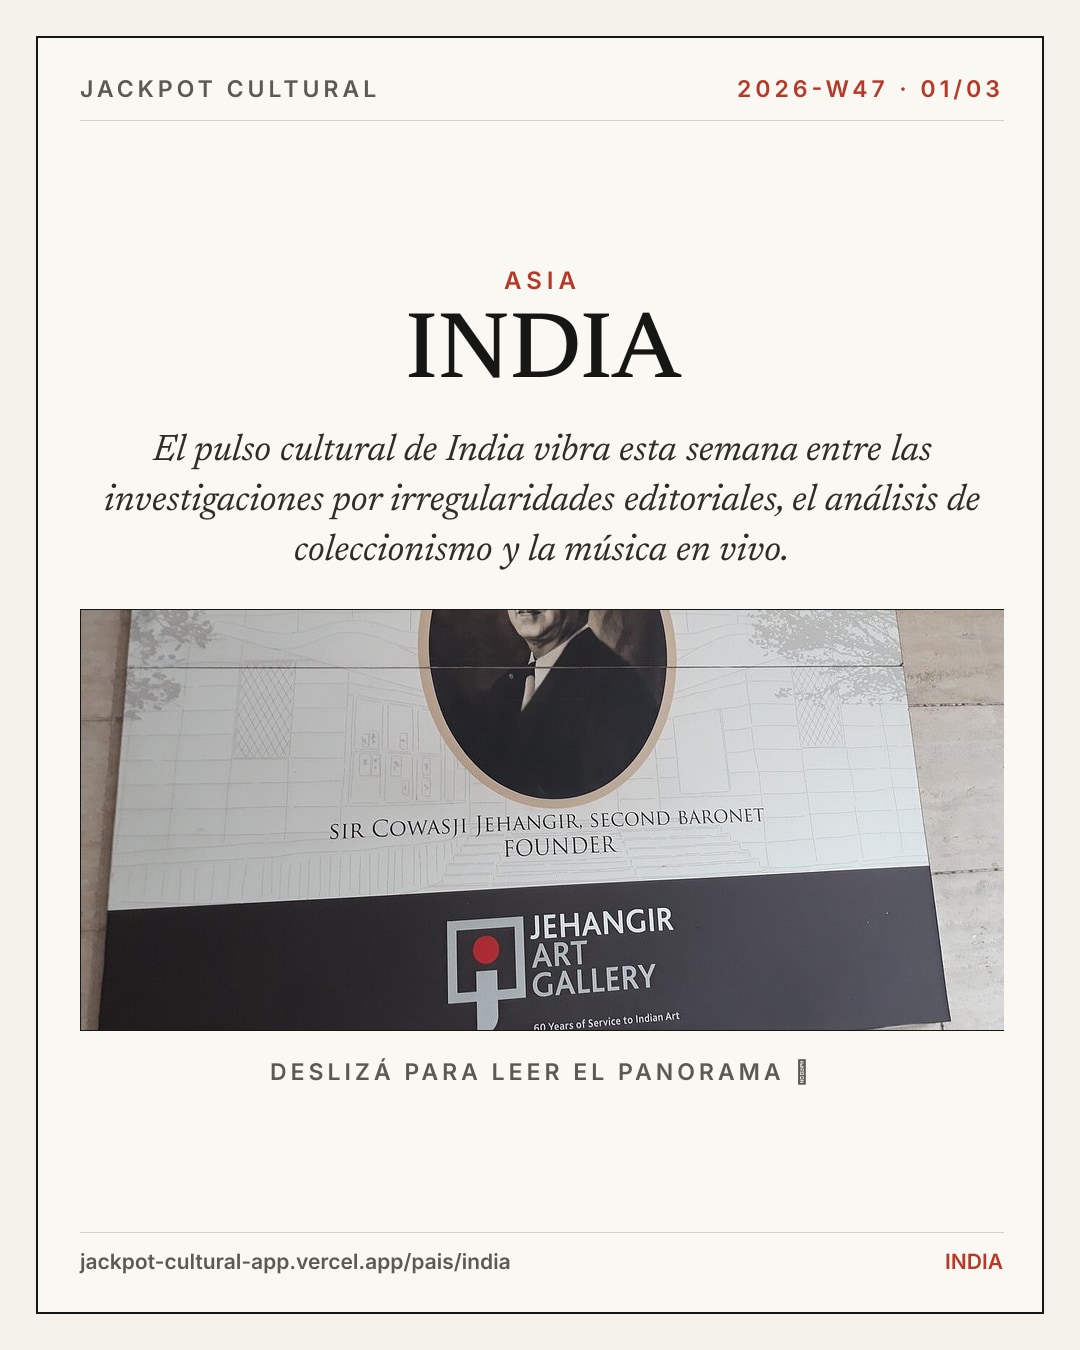 JACKPOT CULTURAL
2026-W47 · 01/03
ASIA
INDIA
El pulso cultural de India vibra esta semana entre las
investigaciones por irregularidades editoriales, el análisis de
coleccionismo y la música en vivo.
SIR COWASJI JEHANGIR, SECOND BARONET
FOUNDER
JEHANGIR
ART
GALLERY
60 Years of Service to Indian Art
DESLIZÁ PARA LEER EL PANORAMA
jackpot-cultural-app.vercel.app/pais/india
INDIA